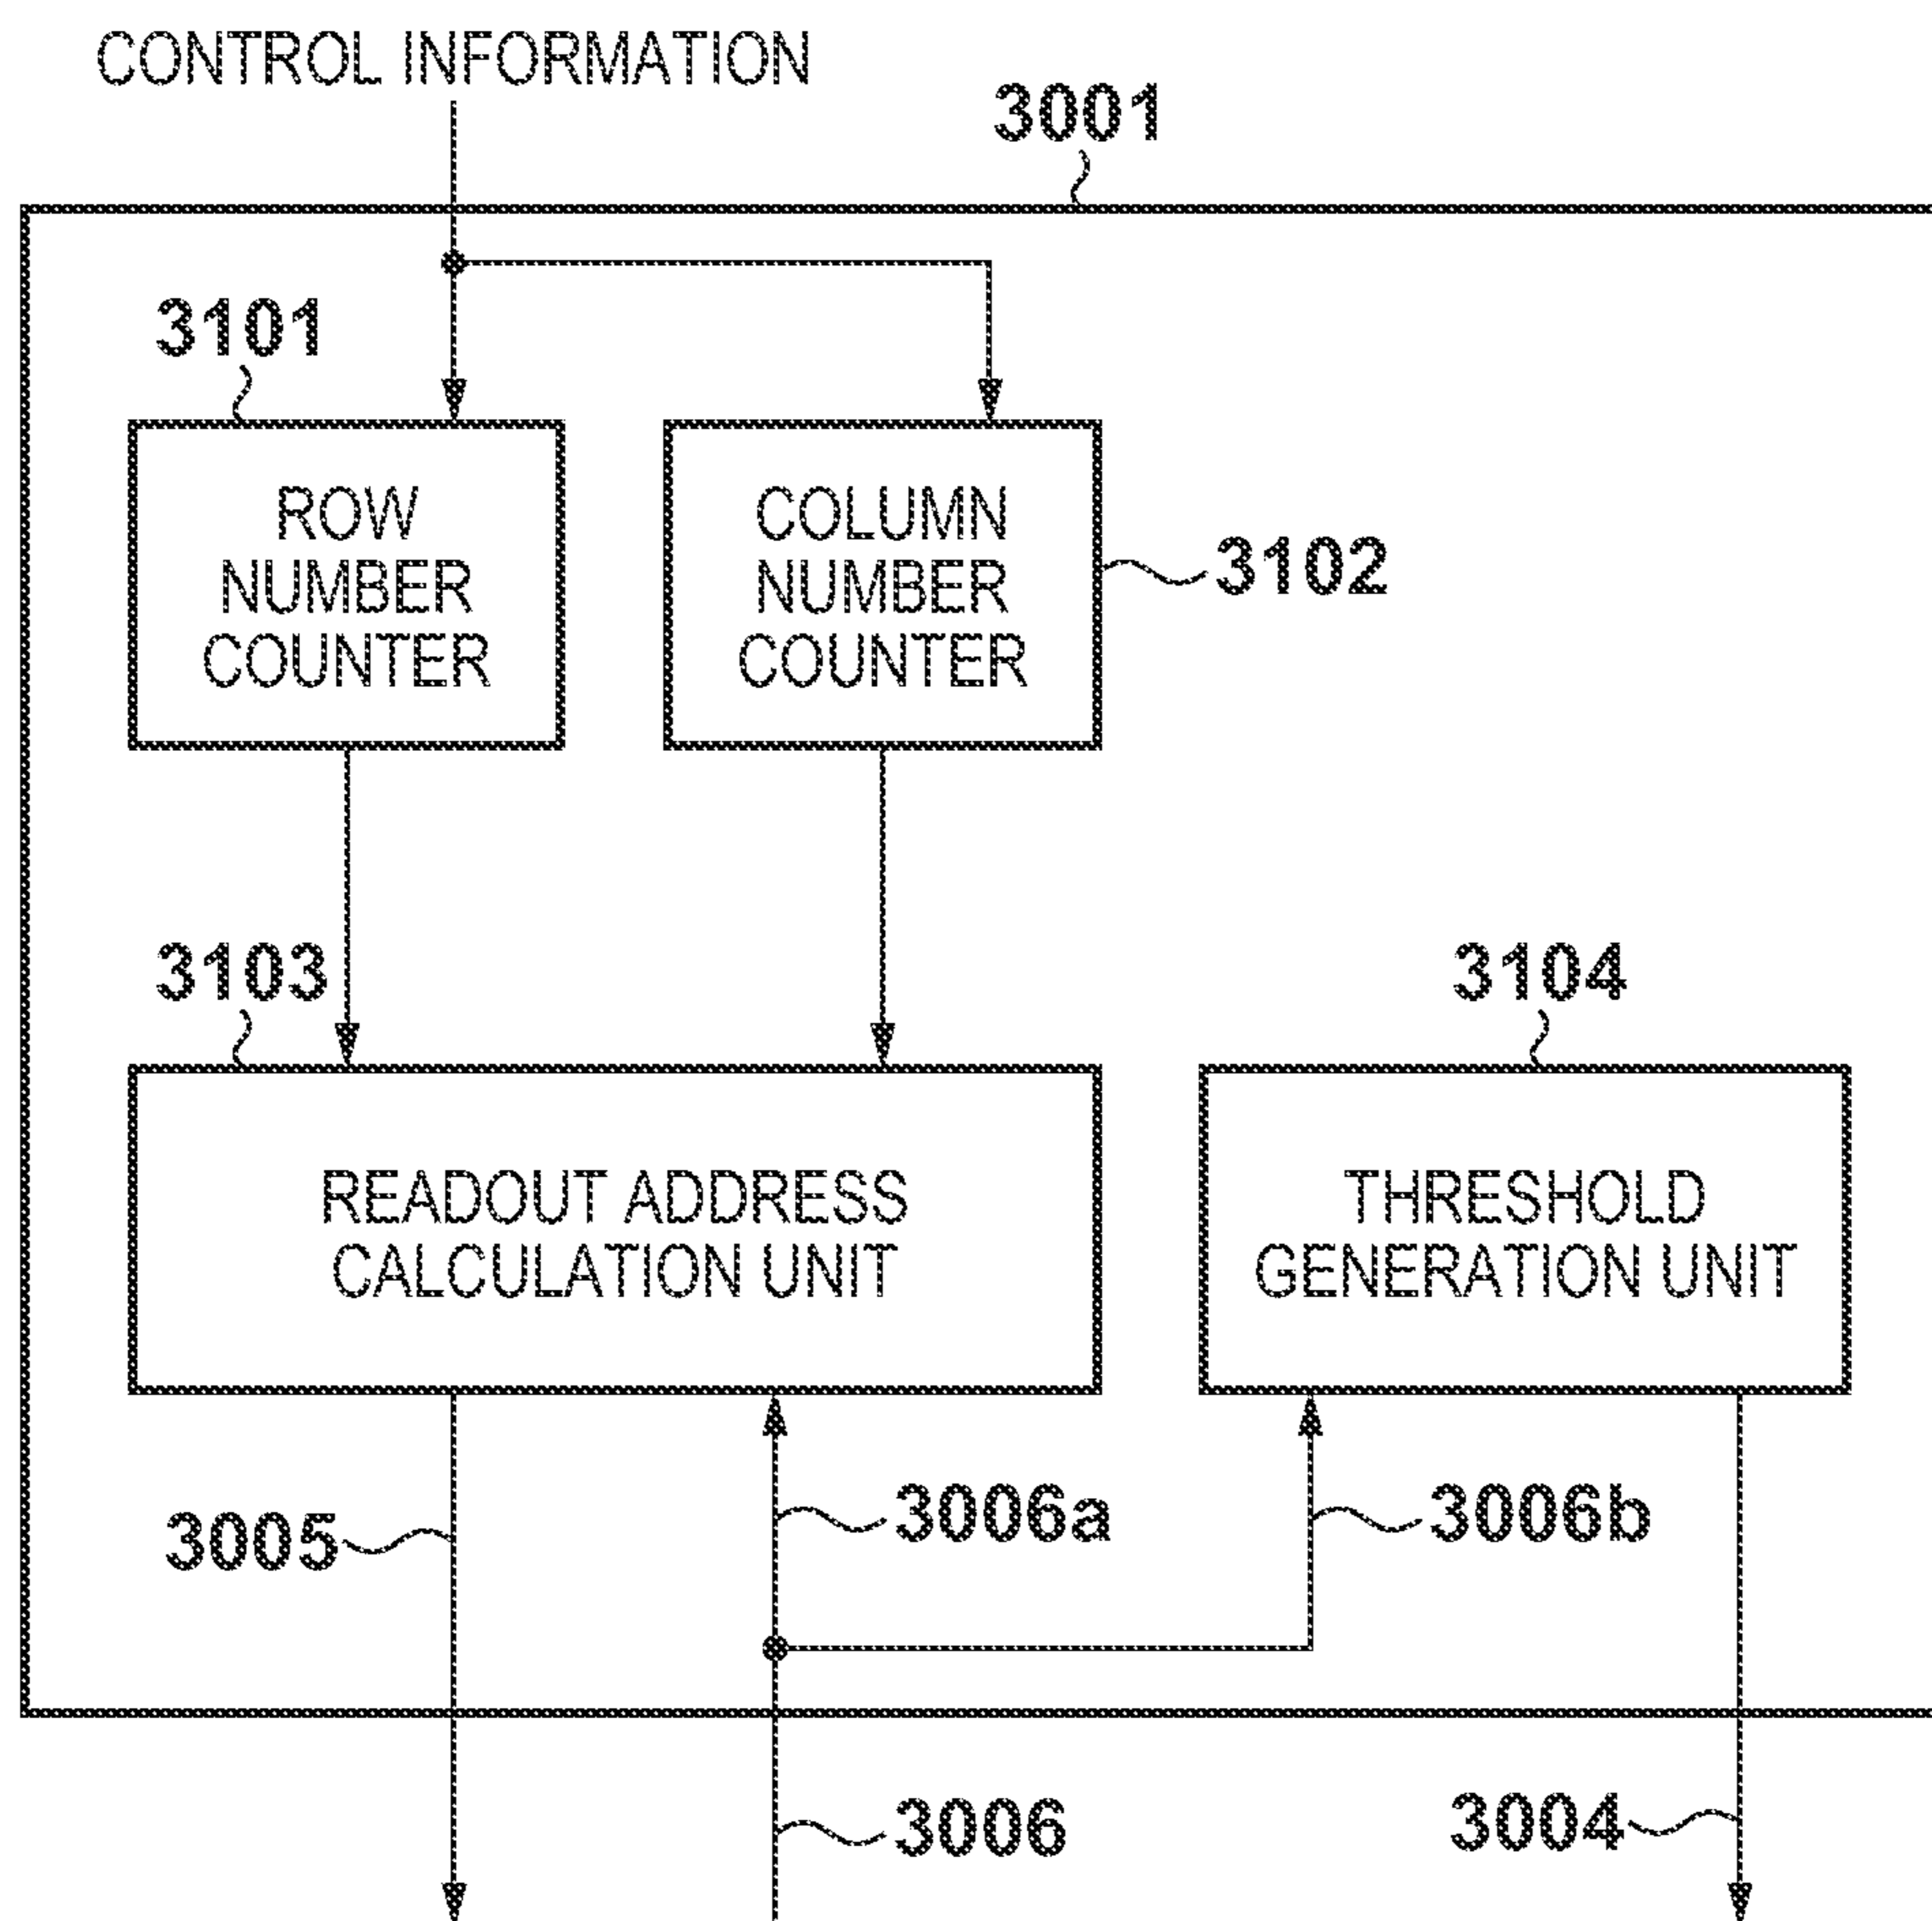 CONTROL INFORMATION
3001
3101
ROW
NUMBER
COUNTER
COLUMN
NUMBER
COUNTER
3102
3103
3104
READOUT ADDRESS
CALCULATION UNIT
THRESHOLD
GENERATION UNIT
3005
3006a
3006b
3006
3004